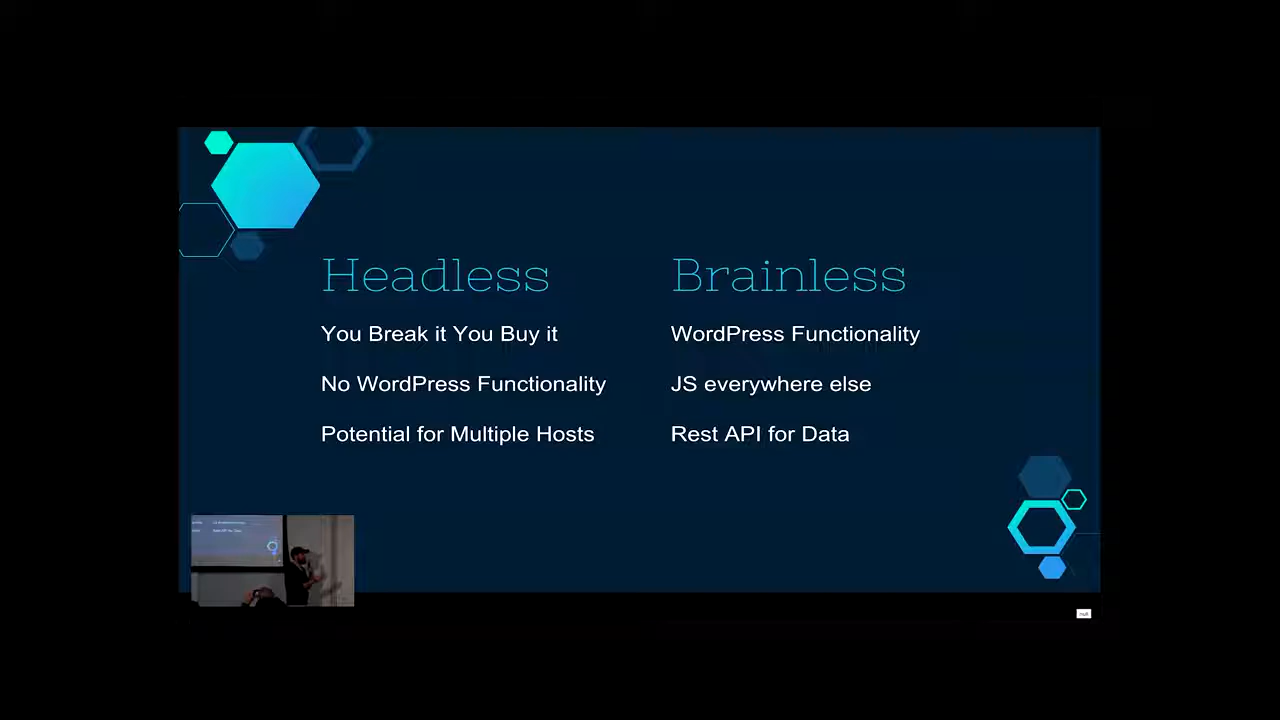 Headless
You Break it You Buy it
No WordPress Functionality
Potential for Multiple Hosts
Brainless
WordPress Functionality
JS everywhere else
Rest API for Data